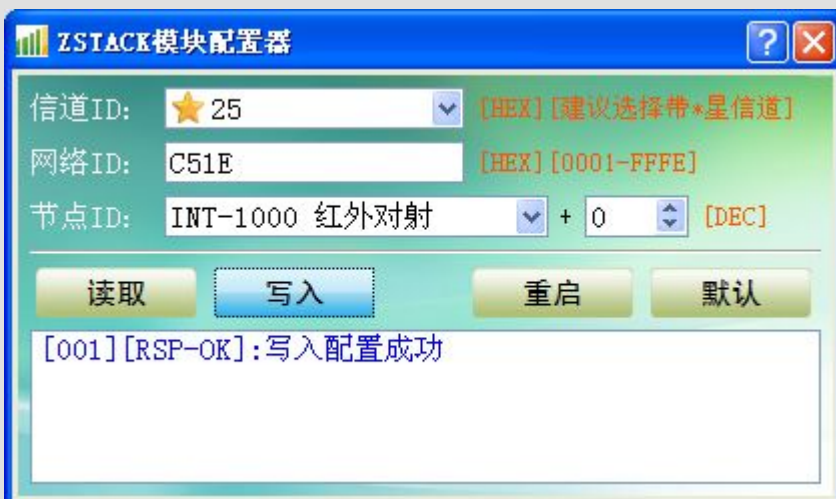 ZSTACK模块配置器
信道ID: 25 [HEX][建议选择带*星信道]
网络ID: C51E [HEX][0001-FFFE]
节点ID: INT-1000 红外对射 + 0 [DEC]
读取 写入 重启 默认
[001][RSP-OK]:写入配置成功